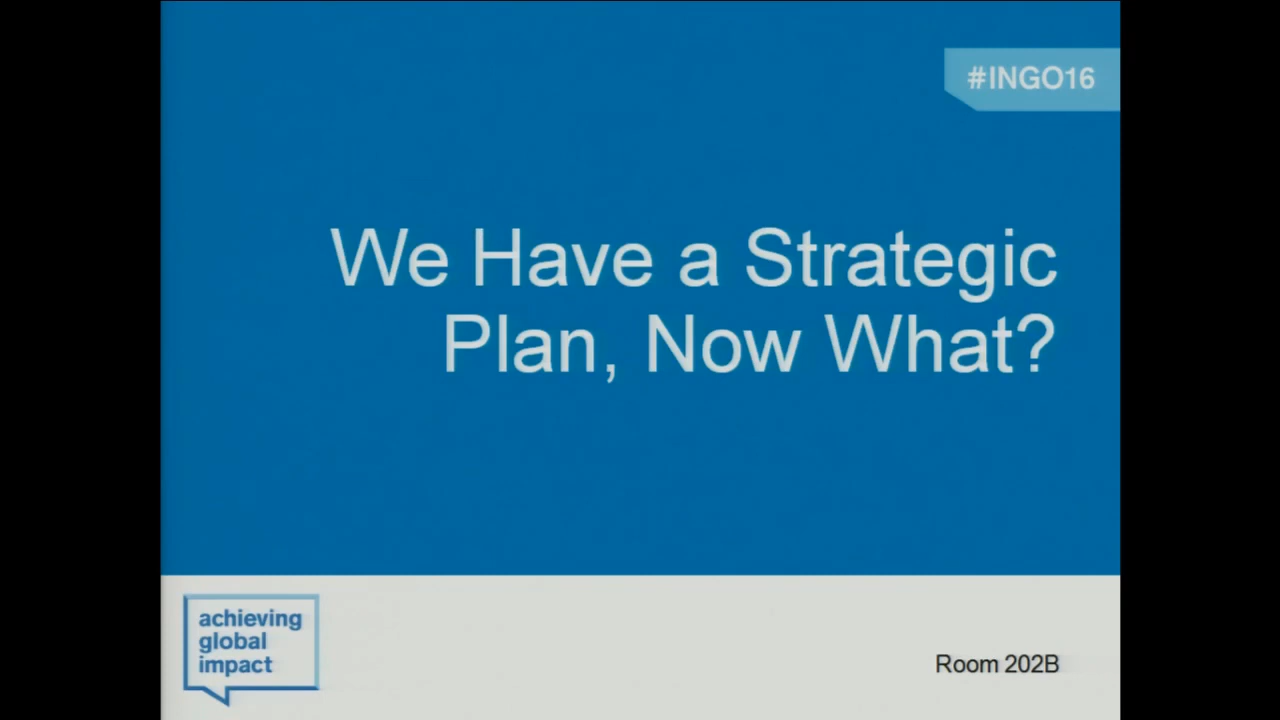 #INGO16
We Have a Strategic
Plan, Now What?
achieving
global
impact
Room 202B